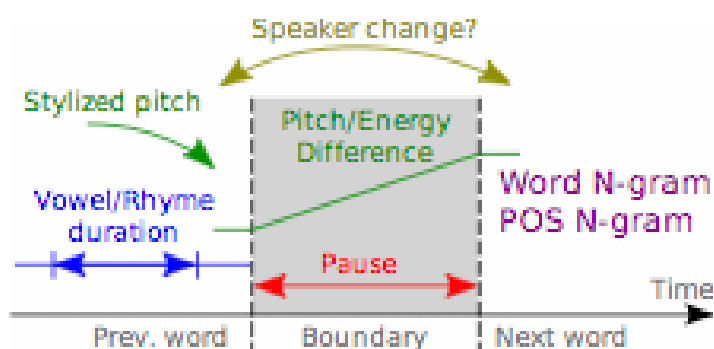 Speaker change?
Stylized pitch
Pitch/Energy
Difference
Vowel/Rhyme
duration
Word N-gram
POS N-gram
Pause
Time
Prev. word
Boundary
Next word